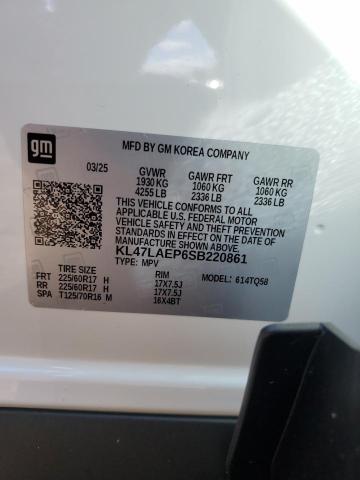 gm
MFD BY GM KOREA COMPANY
03/25 GVWR GAWR FRT GAWR RR
1930 KG 1060 KG 1060 KG
4255 LB 2336 LB 2336 LB
THIS VEHICLE CONFORMS TO ALL
APPLICABLE U.S. FEDERAL MOTOR
VEHICLE SAFETY, BUMPER, AND
THEFT PREVENTION STANDARDS IN
EFFECT ON THE DATE OF
MANUFACTURE SHOWN ABOVE.
KL47LAEP6SB220861
TYPE: MPV
TIRE SIZE RIM 614TQ58
FRT 225/60R17 H 17X7.5J
RR 225/60R17 H 17X7.5J
SPA T125/70R16 M 16X4BT